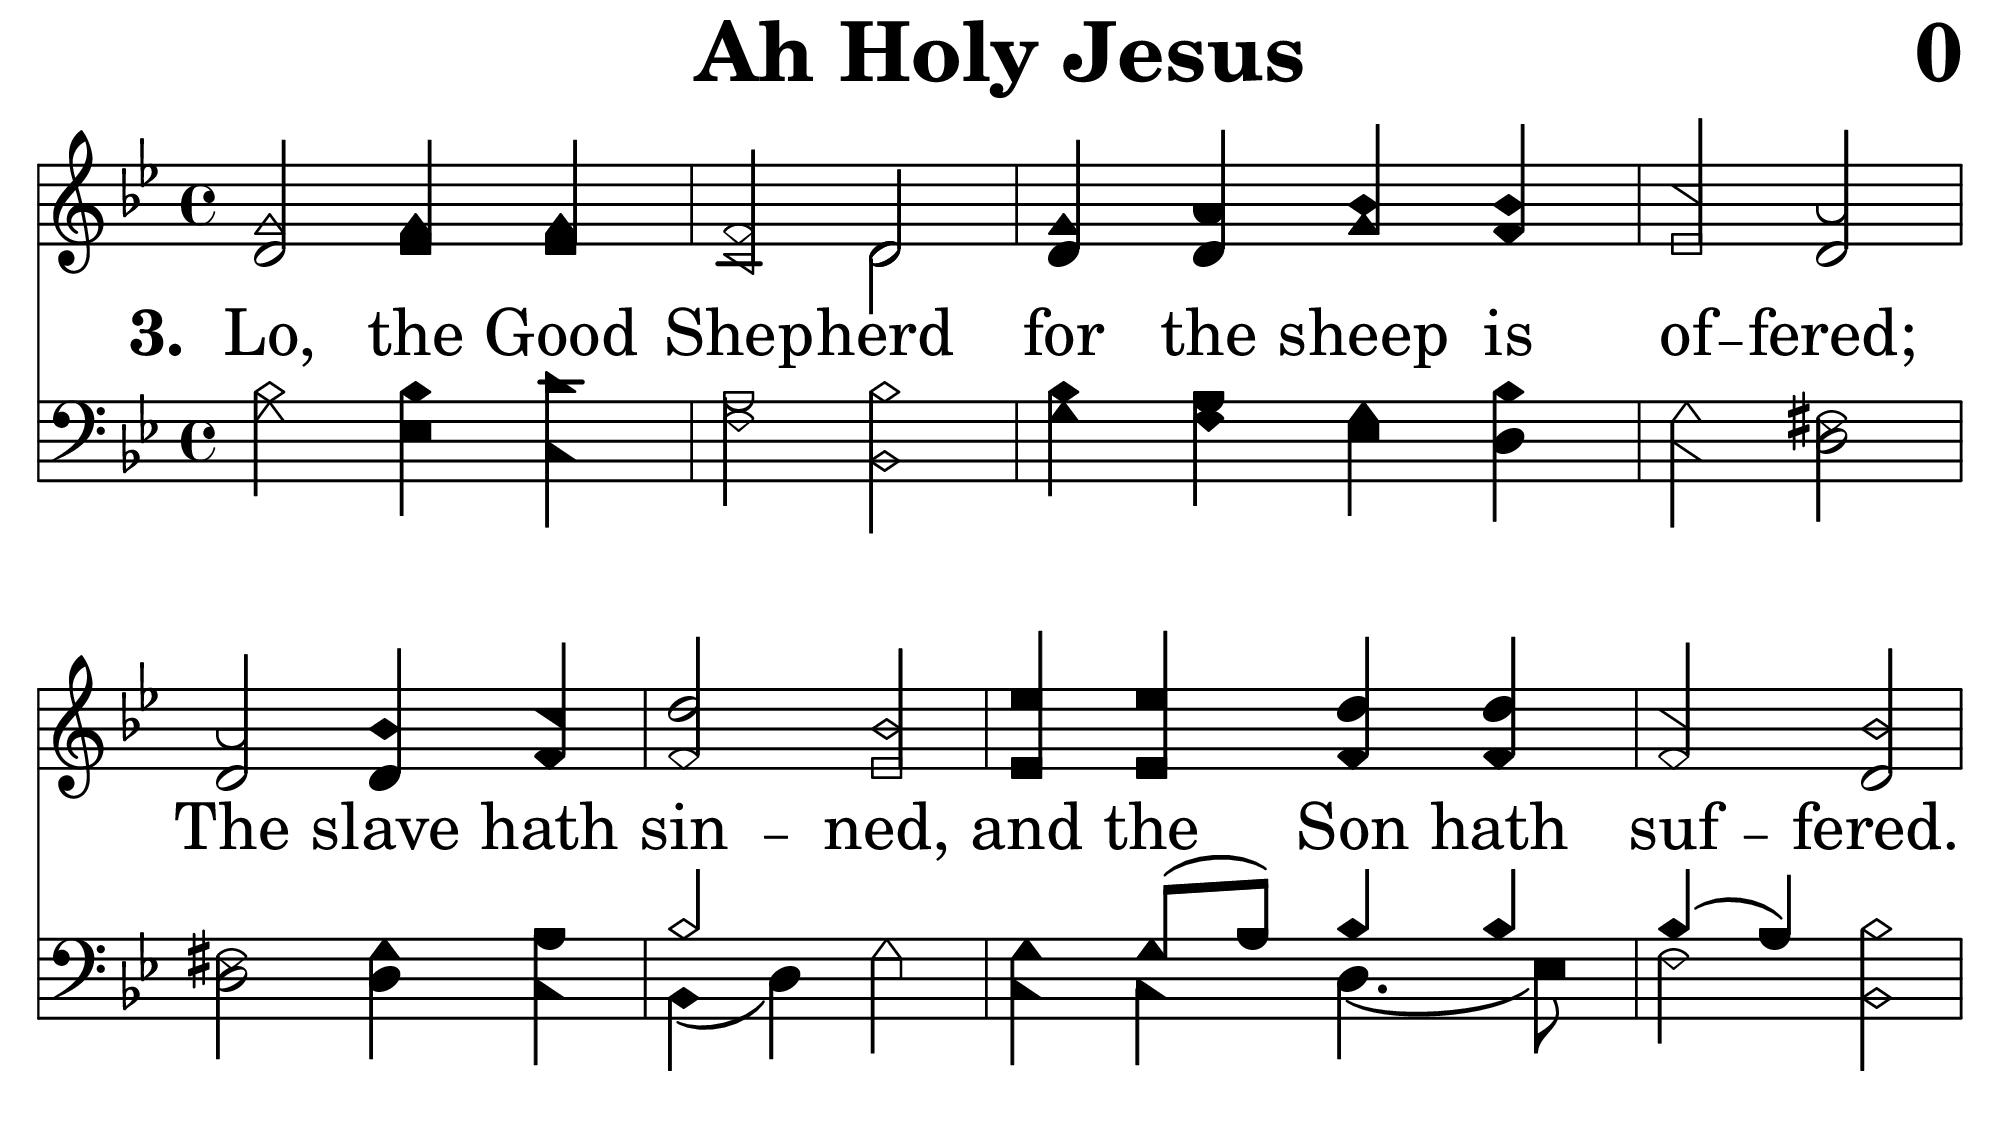 Ah Holy Jesus 0
3. Lo, the Good Shepherd for the sheep is of–fered;
The slave hath sin – ned, and the Son hath suf – fered.